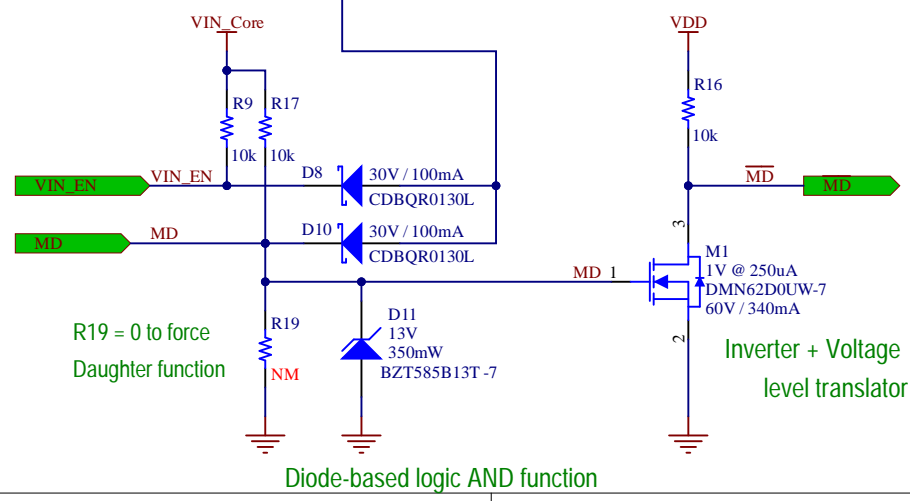 VIN_Core
VDD
R9
R17
R16
10k
10k
10k
VIN_EN
VIN_EN
D8
30V / 100mA
CDBQR0130L
MD
MD
MD
MD
D10
30V / 100mA
CDBQR0130L
3
MD 1
M1
1V @ 250uA
DMN62D0UW-7
60V / 340mA
2
R19
NM
D11
13V
350mW
BZT585B13T -7
R19 = 0 to force
Daughter function
Inverter + Voltage
level translator
Diode-based logic AND function